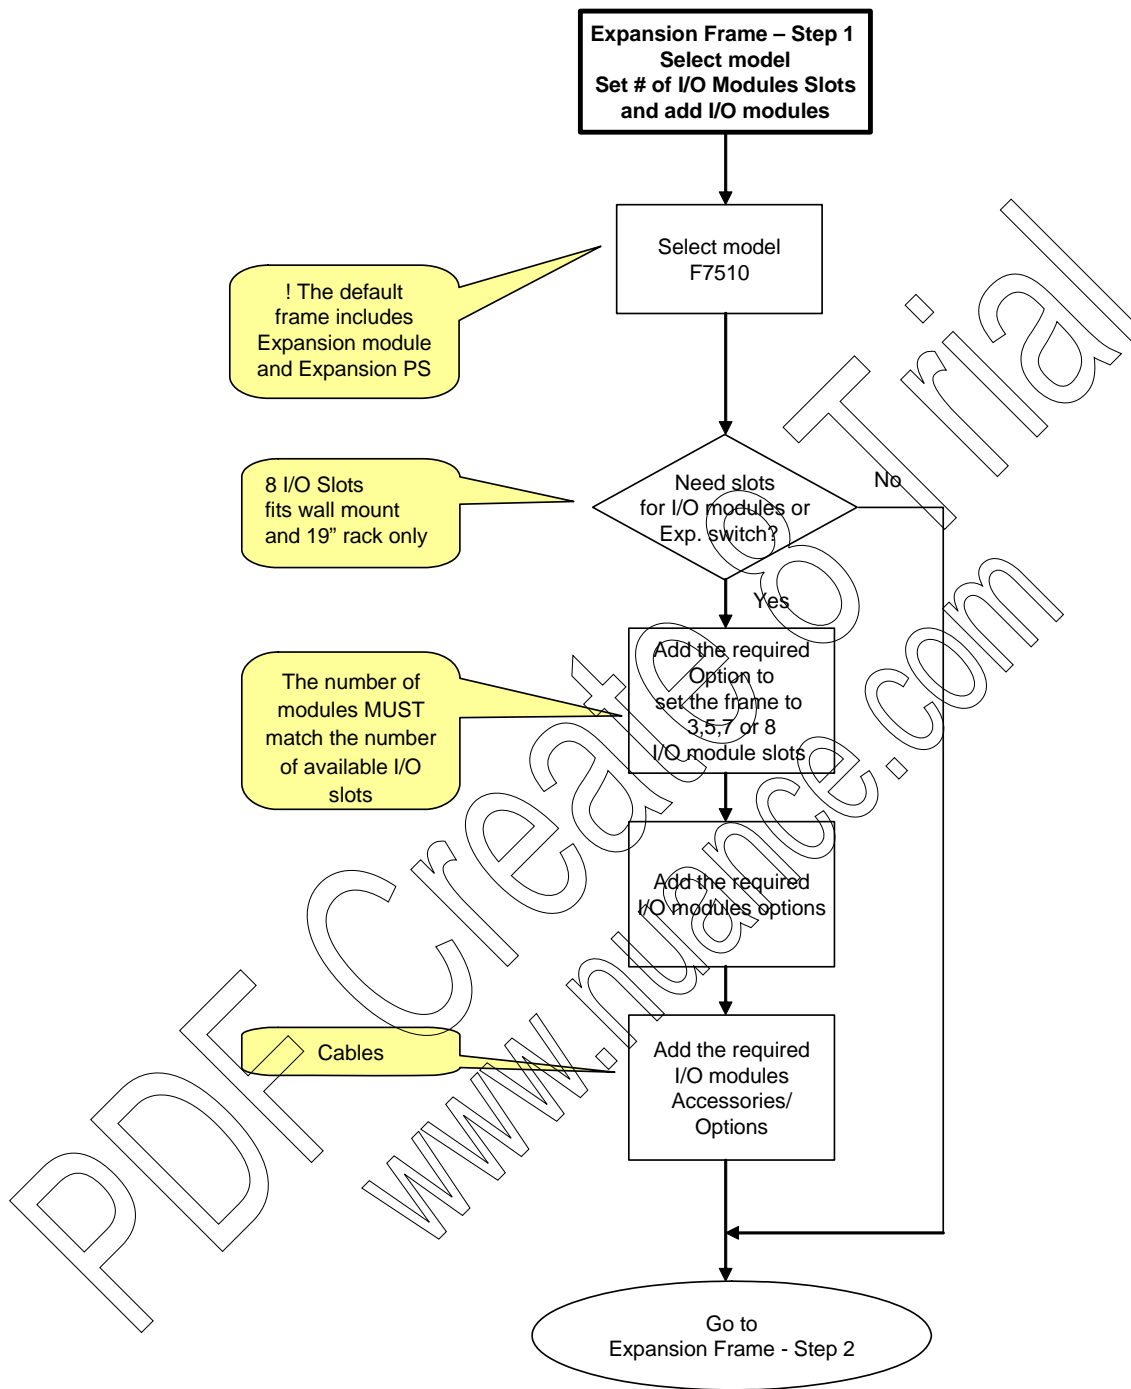 Expansion Frame – Step 1
Select model
Set # of I/O Modules Slots
and add I/O modules
Select model
F7510
! The default
frame includes
Expansion module
and Expansion PS
Need slots
for I/O modules or
Exp. switch?
No
8 I/O Slots
fits wall mount
and 19” rack only
Yes
Add the required
Option to
set the frame to
3,5,7 or 8
I/O module slots
The number of
modules MUST
match the number
of available I/O
slots
Add the required
I/O modules options
Cables
Add the required
I/O modules
Accessories/
Options
Go to
Expansion Frame - Step 2
PDF Create 8 Trial
www.nuance.com